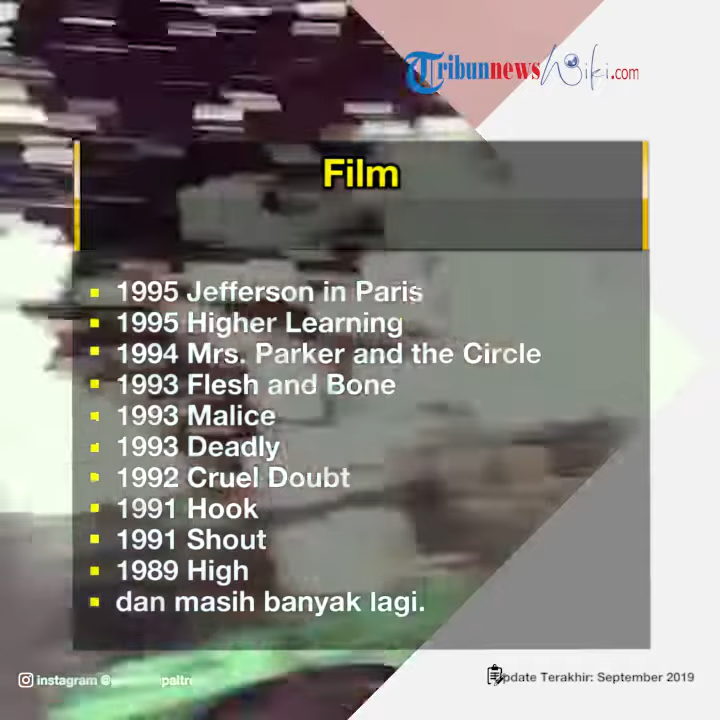 TribunnewsWiki.com
Film
1995 Jefferson in Paris
1995 Higher Learning
1994 Mrs. Parker and the Circle
1993 Flesh and Bone
1993 Malice
1993 Deadly
1992 Cruel Doubt
1991 Hook
1991 Shout
1989 High
dan masih banyak lagi.
instagram
Update Terakhir: September 2019